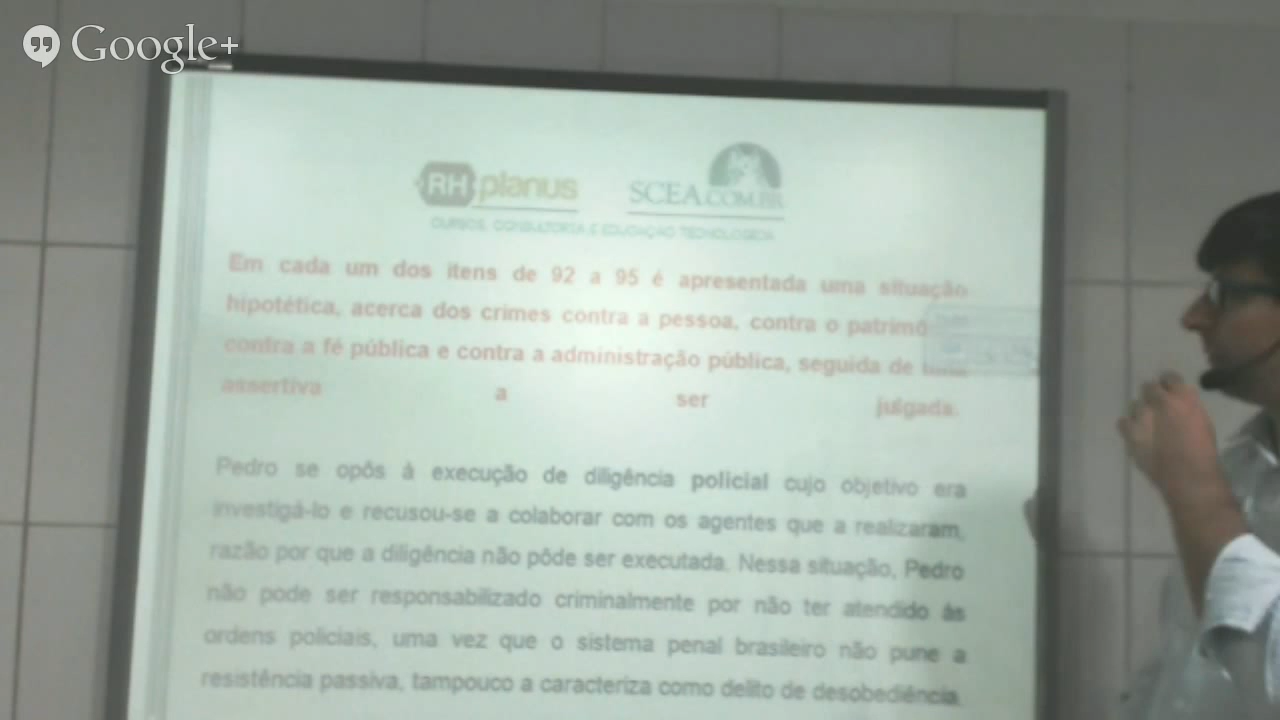 Google+
RH planus
SCEA.COM.BR
CURSOS, CONSULTORIA E EDUCAÇÃO TECNOLÓGICA
Em cada um dos itens de 92 a 95 é apresentada uma situação
hipotética, acerca dos crimes contra a pessoa, contra o patrimô
contra a fé pública e contra a administração pública, seguida de
assertiva a ser julgada.
Pedro se opôs à execução de diligência policial cujo objetivo era
investigá-lo e recusou-se a colaborar com os agentes que a realizaram,
razão por que a diligência não pôde ser executada. Nessa situação, Pedro
não pode ser responsabilizado criminalmente por não ter atendido às
ordens policiais, uma vez que o sistema penal brasileiro não pune a
resistência passiva, tampouco a caracteriza como delito de desobediência.